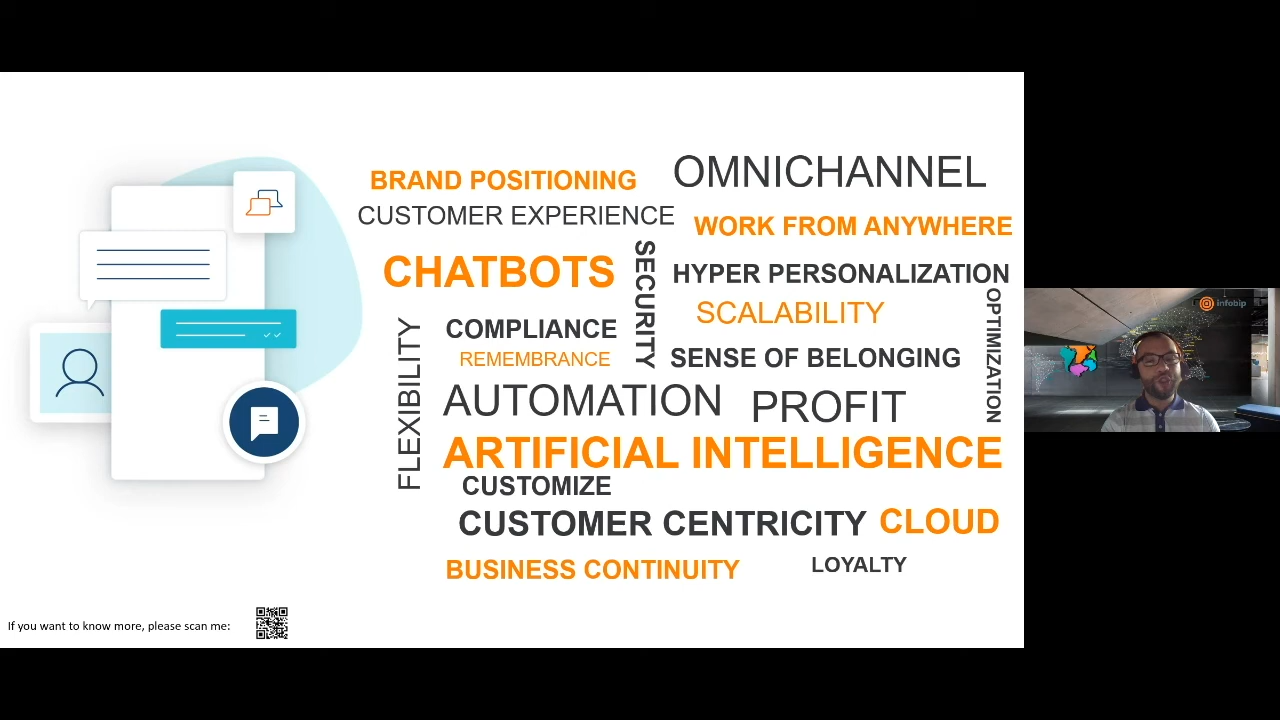 BRAND POSITIONING
OMNICHANNEL
CUSTOMER EXPERIENCE
WORK FROM ANYWHERE
CHATBOTS
SECURITY
HYPER PERSONALIZATION
SCALABILITY
OPTIMIZATION
FLEXIBILITY
COMPLIANCE
REMEMBRANCE
SENSE OF BELONGING
AUTOMATION
PROFIT
ARTIFICIAL INTELLIGENCE
CUSTOMIZE
CUSTOMER CENTRICITY
CLOUD
BUSINESS CONTINUITY
LOYALTY
If you want to know more, please scan me:
infobip